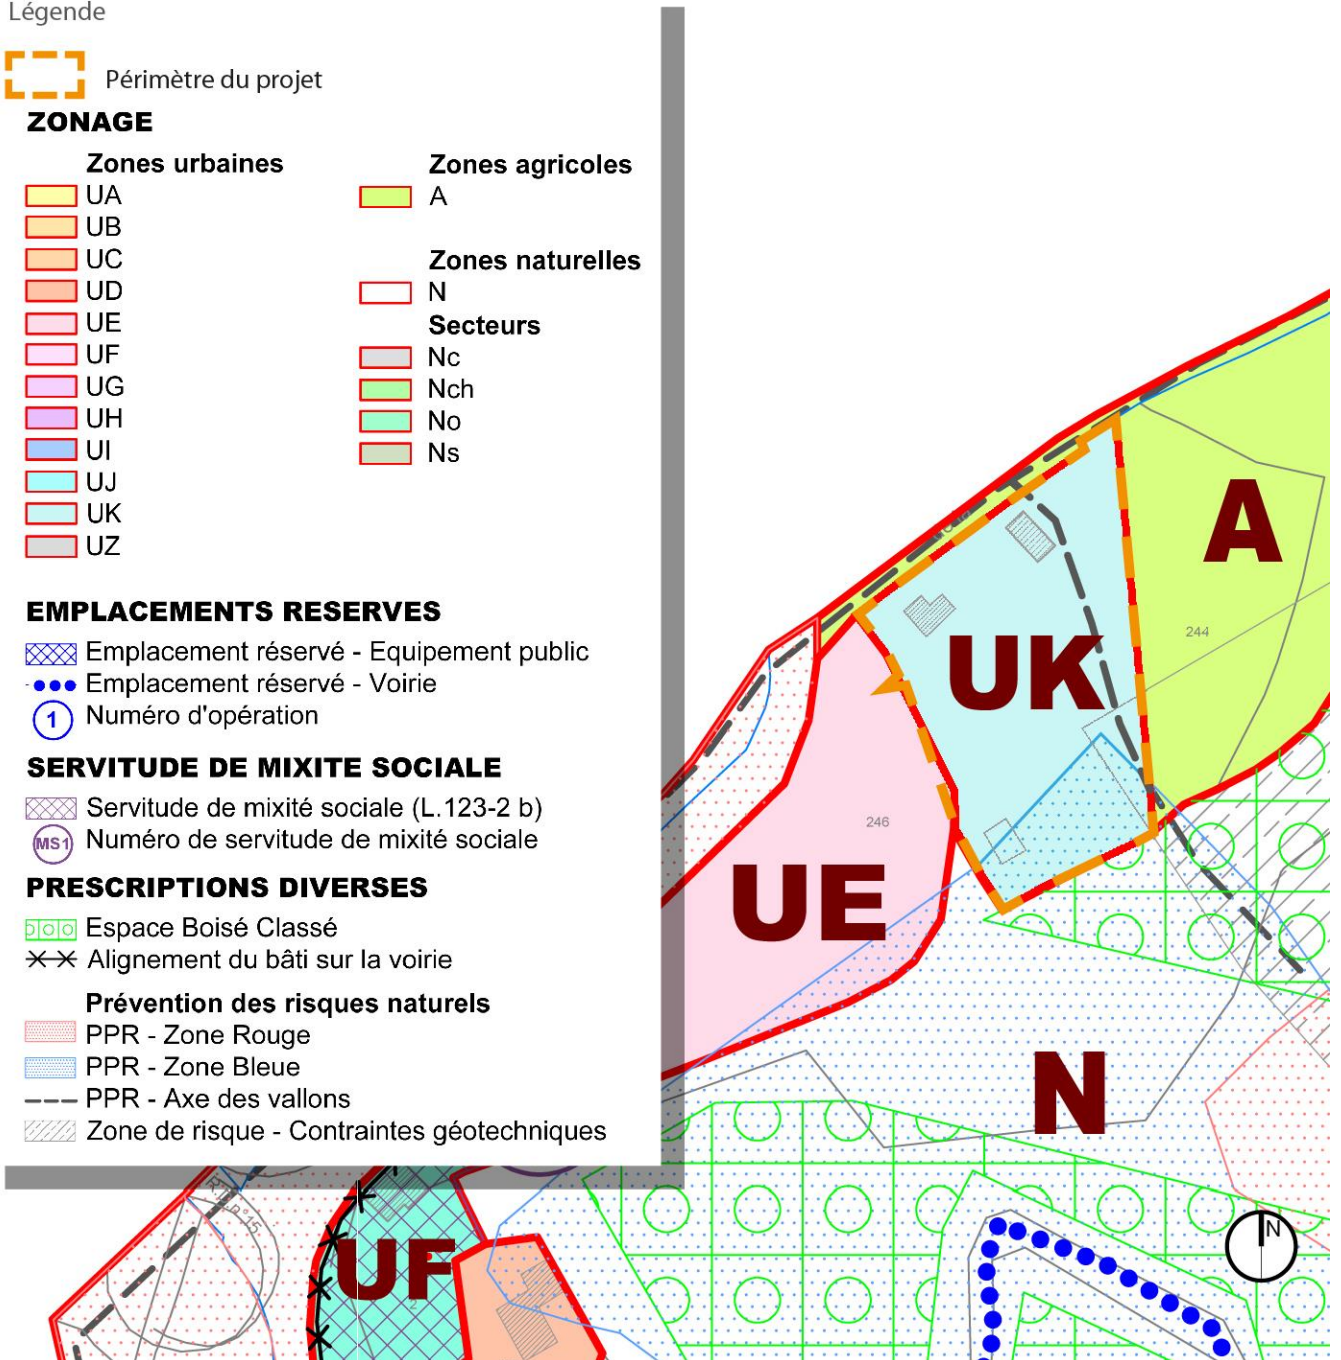 Légende
Périmètre du projet
ZONAGE
Zones urbaines
UA
UB
UC
UD
UE
UF
UG
UH
UI
UJ
UK
UZ
Zones agricoles
A
Zones naturelles
N
Secteurs
Nc
Nch
No
Ns
EMPLACEMENTS RESERVES
Emplacement réservé - Equipement public
Emplacement réservé - Voirie
1 Numéro d'opération
SERVITUDE DE MIXITE SOCIALE
Servitude de mixité sociale (L.123-2 b)
MS1 Numéro de servitude de mixité sociale
PRESCRIPTIONS DIVERSES
Espace Boisé Classé
Alignement du bâti sur la voirie
Prévention des risques naturels
PPR - Zone Rouge
PPR - Zone Bleue
PPR - Axe des vallons
Zone de risque - Contraintes géotechniques
A
244
UK
246
UE
N
UF
2
N